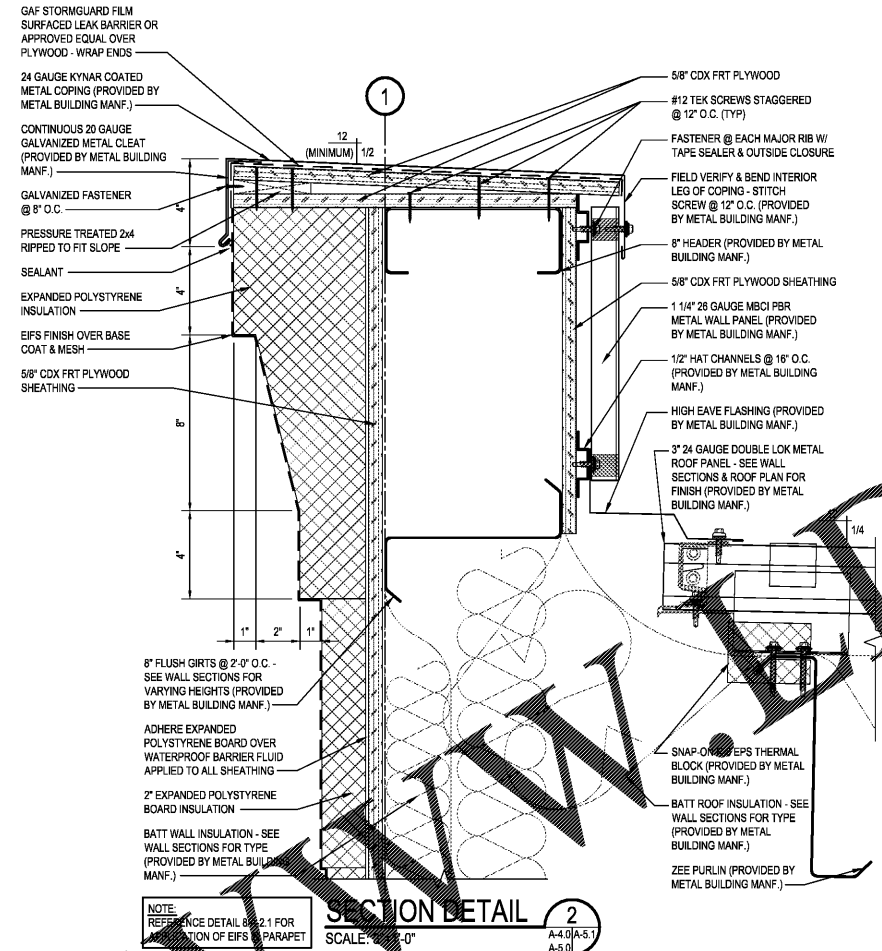 GAF STORMGUARD FILM
SURFACED LEAK BARRIER OR
APPROVED EQUAL OVER
PLYWOOD - WRAP ENDS
24 GAUGE KYNAR COATED
METAL COPING (PROVIDED BY
METAL BUILDING MANF.)
CONTINUOUS 20 GAUGE
GALVANIZED METAL CLEAT
(PROVIDED BY METAL BUILDING
MANF.)
GALVANIZED FASTENER
@ 8" O.C.
PRESSURE TREATED 2x4
RIPPED TO FIT SLOPE
SEALANT
EXPANDED POLYSTYRENE
INSULATION
EIFS FINISH OVER BASE
COAT & MESH
5/8" CDX FRT PLYWOOD
SHEATHING
1
12
(MINIMUM) 1/2
4"
4"
8"
4"
1" 2" 1"
5/8" CDX FRT PLYWOOD
#12 TEK SCREWS STAGGERED
@ 12" O.C. (TYP)
FASTENER @ EACH MAJOR RIB W/
TAPE SEALER & OUTSIDE CLOSURE
FIELD VERIFY & BEND INTERIOR
LEG OF COPING - STITCH
SCREW @ 12" O.C. (PROVIDED
BY METAL BUILDING MANF.)
8" HEADER (PROVIDED BY METAL
BUILDING MANF.)
5/8" CDX FRT PLYWOOD SHEATHING
1 1/4" 26 GAUGE MBCI PBR
METAL WALL PANEL (PROVIDED
BY METAL BUILDING MANF.)
1/2" HAT CHANNELS @ 16" O.C.
(PROVIDED BY METAL BUILDING
MANF.)
HIGH EAVE FLASHING (PROVIDED
BY METAL BUILDING MANF.)
3" 24 GAUGE DOUBLE LOK METAL
ROOF PANEL - SEE WALL
SECTIONS & ROOF PLAN FOR
FINISH (PROVIDED BY METAL
BUILDING MANF.)
1/4
8" FLUSH GIRTS @ 2'-0" O.C. -
SEE WALL SECTIONS FOR
VARYING HEIGHTS (PROVIDED
BY METAL BUILDING MANF.)
ADHERE EXPANDED
POLYSTYRENE BOARD OVER
WATERPROOF BARRIER FLUID
APPLIED TO ALL SHEATHING
2" EXPANDED POLYSTYRENE
BOARD INSULATION
BATT WALL INSULATION - SEE
WALL SECTIONS FOR TYPE
(PROVIDED BY METAL BUILDING
MANF.)
SNAP-ON EPS THERMAL
BLOCK (PROVIDED BY METAL
BUILDING MANF.)
BATT ROOF INSULATION - SEE
WALL SECTIONS FOR TYPE
(PROVIDED BY METAL
BUILDING MANF.)
ZEE PURLIN (PROVIDED BY
METAL BUILDING MANF.)
NOTE:
REFERENCE DETAIL FOR
APPLICATION OF EIFS PARAPET
SECTION DETAIL
SCALE:
2
A-4.0 A-5.1
A-5.0
WWW.